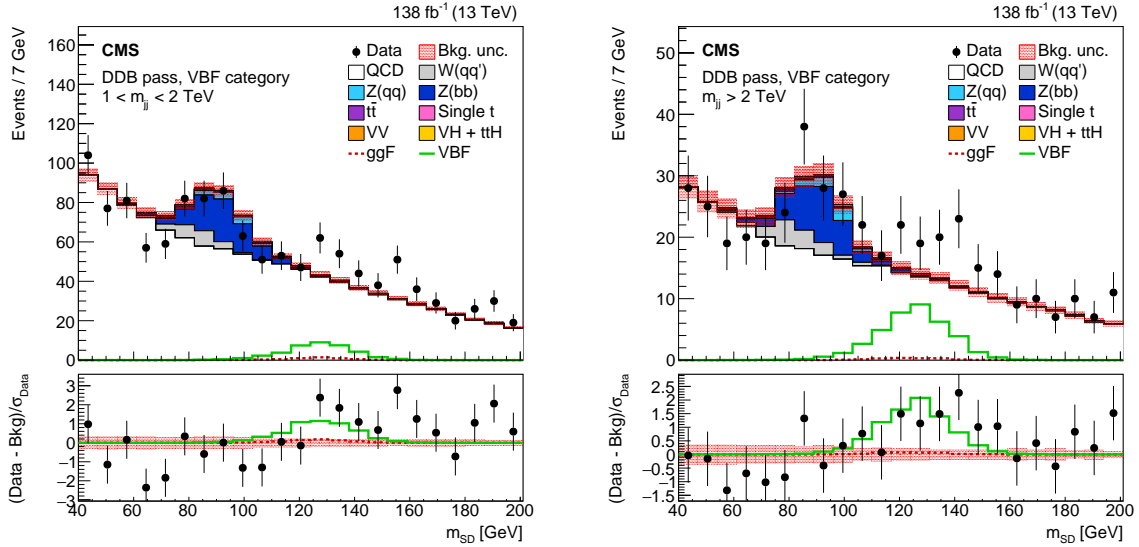 138 fb⁻¹ (13 TeV)
Events / 7 GeV
160
140
120
100
80
60
40
20
0
CMS
DDB pass, VBF category
1 < m_jj < 2 TeV
Data
Bkg. unc.
QCD
W(qq')
Z(qq)
Z(bb)
tt̄
Single t
VV
VH + ttH
ggF
VBF
(Data - Bkg)/σ_Data
3
2
1
0
−1
−2
−3
40 60 80 100 120 140 160 180 200
m_SD [GeV]
138 fb⁻¹ (13 TeV)
Events / 7 GeV
50
40
30
20
10
0
CMS
DDB pass, VBF category
m_jj > 2 TeV
Data
Bkg. unc.
QCD
W(qq')
Z(qq)
Z(bb)
tt̄
Single t
VV
VH + ttH
ggF
VBF
(Data - Bkg)/σ_Data
2.5
2
1.5
1
0.5
0
−0.5
−1
−1.5
40 60 80 100 120 140 160 180 200
m_SD [GeV]